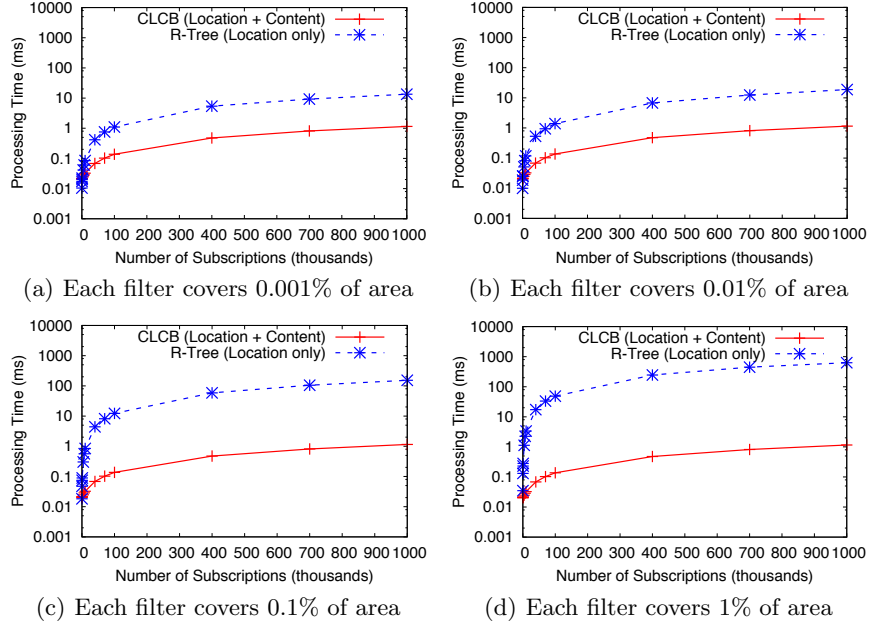 CLCB (Location + Content)
R-Tree (Location only)
Processing Time (ms)
10000
1000
100
10
1
0.1
0.01
0.001
0 100 200 300 400 500 600 700 800 900 1000
Number of Subscriptions (thousands)
(a) Each filter covers 0.001% of area
CLCB (Location + Content)
R-Tree (Location only)
Processing Time (ms)
10000
1000
100
10
1
0.1
0.01
0.001
0 100 200 300 400 500 600 700 800 900 1000
Number of Subscriptions (thousands)
(b) Each filter covers 0.01% of area
CLCB (Location + Content)
R-Tree (Location only)
Processing Time (ms)
10000
1000
100
10
1
0.1
0.01
0.001
0 100 200 300 400 500 600 700 800 900 1000
Number of Subscriptions (thousands)
(c) Each filter covers 0.1% of area
CLCB (Location + Content)
R-Tree (Location only)
Processing Time (ms)
10000
1000
100
10
1
0.1
0.01
0.001
0 100 200 300 400 500 600 700 800 900 1000
Number of Subscriptions (thousands)
(d) Each filter covers 1% of area